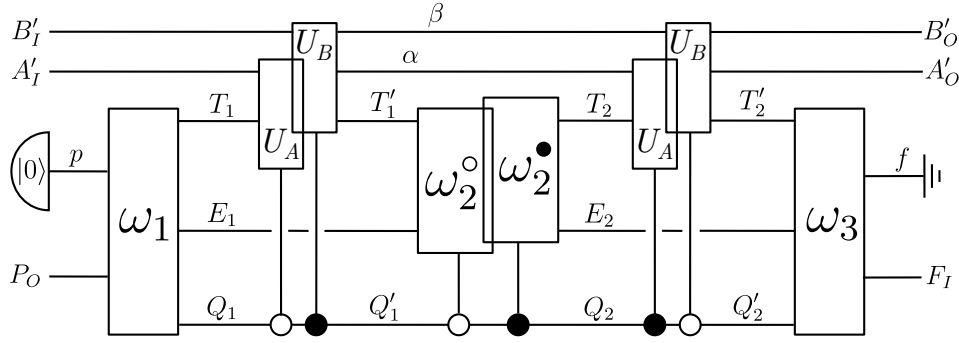 B'_I β U_B U_B B'_O
A'_I α A'_O
T_1 T'_1 T_2 T'_2
U_A U_A
|0⟩ p ω_2^○ ω_2^● f
ω_1 E_1 E_2 ω_3
P_O F_I
Q_1 Q'_1 Q_2 Q'_2